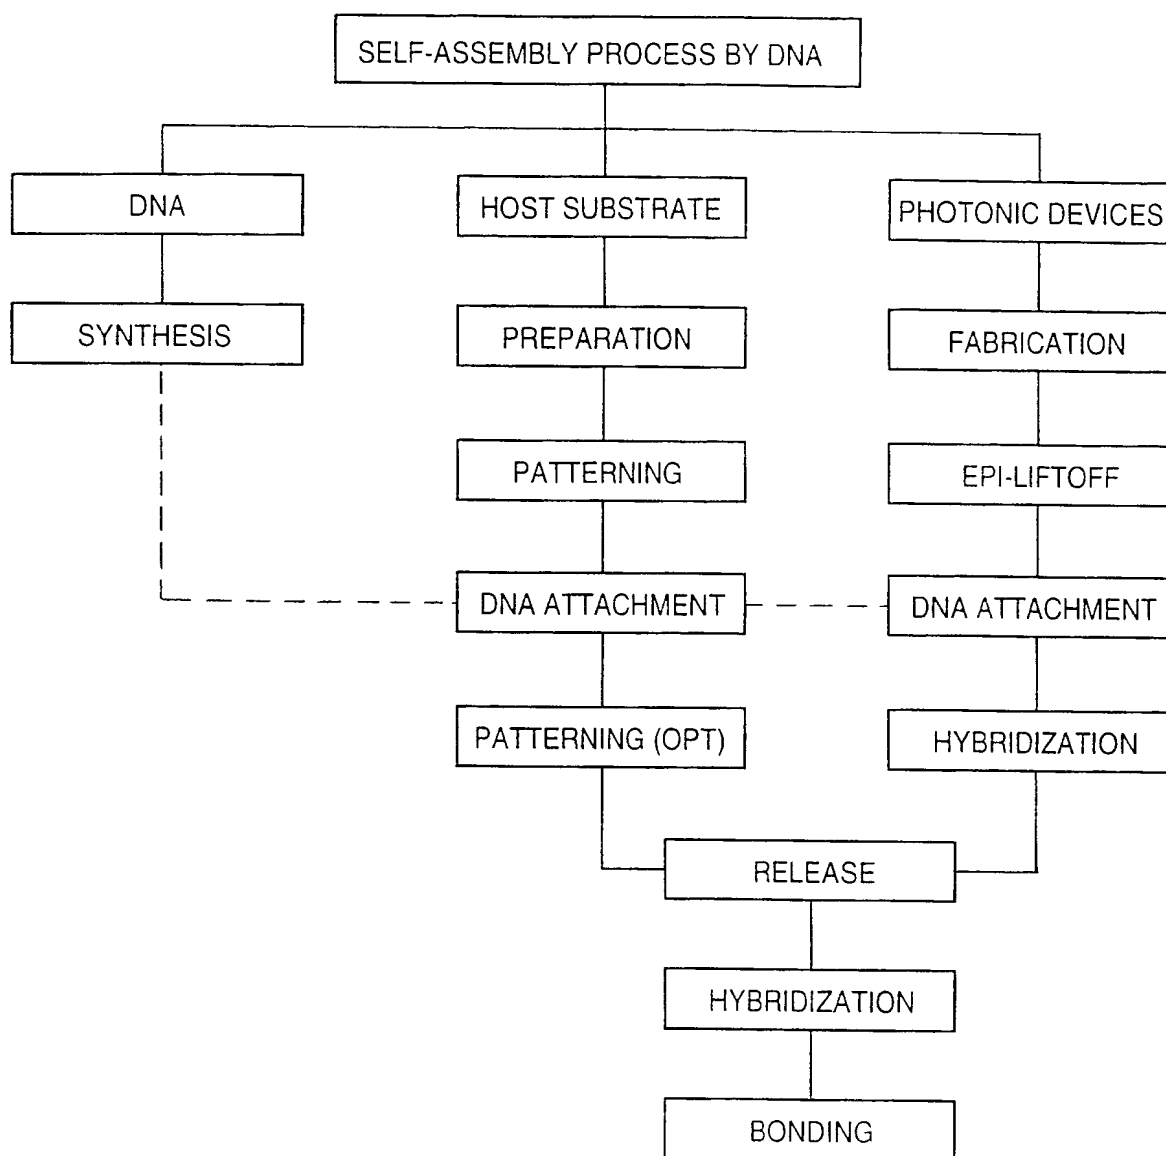 SELF-ASSEMBLY PROCESS BY DNA
DNA
HOST SUBSTRATE
PHOTONIC DEVICES
SYNTHESIS
PREPARATION
FABRICATION
PATTERNING
EPI-LIFTOFF
DNA ATTACHMENT
DNA ATTACHMENT
PATTERNING (OPT)
HYBRIDIZATION
RELEASE
HYBRIDIZATION
BONDING